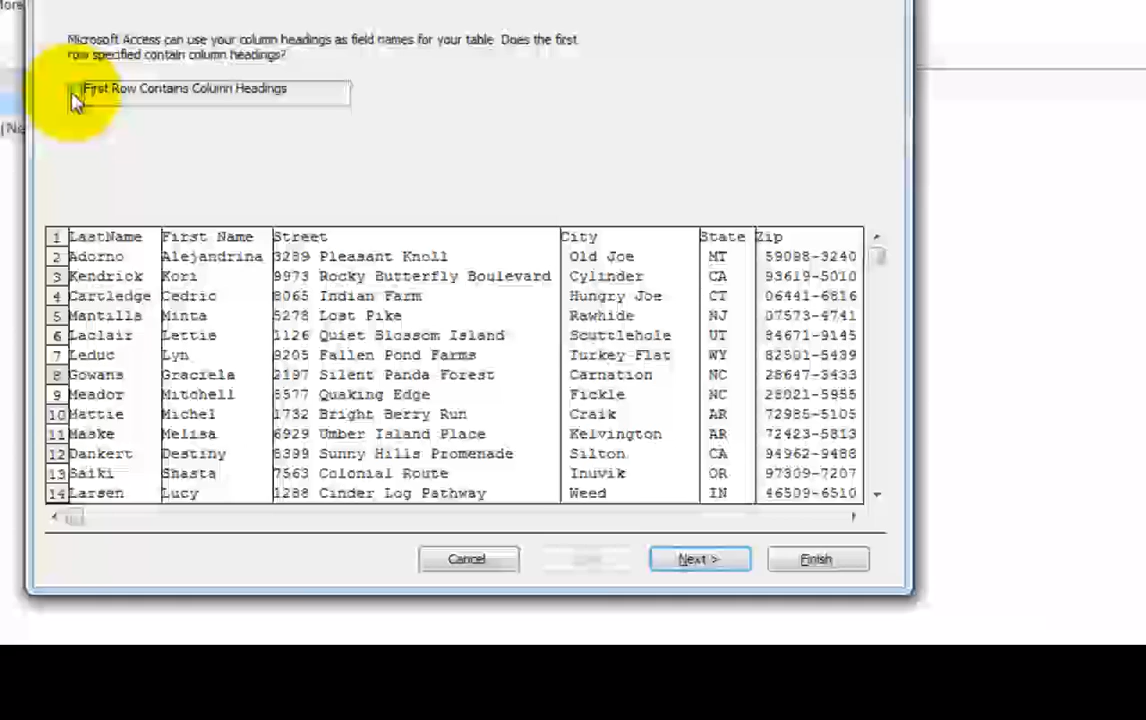 More
Microsoft Access can use your column headings as field names for your table. Does the first
row specified contain column headings?
First Row Contains Column Headings
(Ne
1 LastName First Name Street City State Zip
2 Adorno Alejandrina 3289 Pleasant Knoll Old Joe MT 59098-3240
3 Kendrick Kori 9973 Rocky Butterfly Boulevard Cylinder CA 93619-5010
4 Cartledge Cedric 8065 Indian Farm Hungry Joe CT 06441-6816
5 Mantilla Minta 5278 Lost Pike Rawhide NJ 07573-4741
6 Laclair Lettie 1126 Quiet Blossom Island Scuttlehole UT 84671-9145
7 Leduc Lyn 9205 Fallen Pond Farms Turkey Flat WY 82501-5439
8 Gowans Graciela 2197 Silent Panda Forest Carnation NC 28647-3433
9 Meador Mitchell 8577 Quaking Edge Fickle NC 28021-5955
10 Mattie Michel 1732 Bright Berry Run Craik AR 72985-5105
11 Maske Melisa 6929 Umber Island Place Kelvington AR 72423-5813
12 Dankert Destiny 8399 Sunny Hills Promenade Silton CA 94962-9488
13 Saiki Shasta 7563 Colonial Route Inuvik OR 97309-7207
14 Larsen Lucy 1288 Cinder Log Pathway Weed IN 46509-6510
Cancel Next > Finish